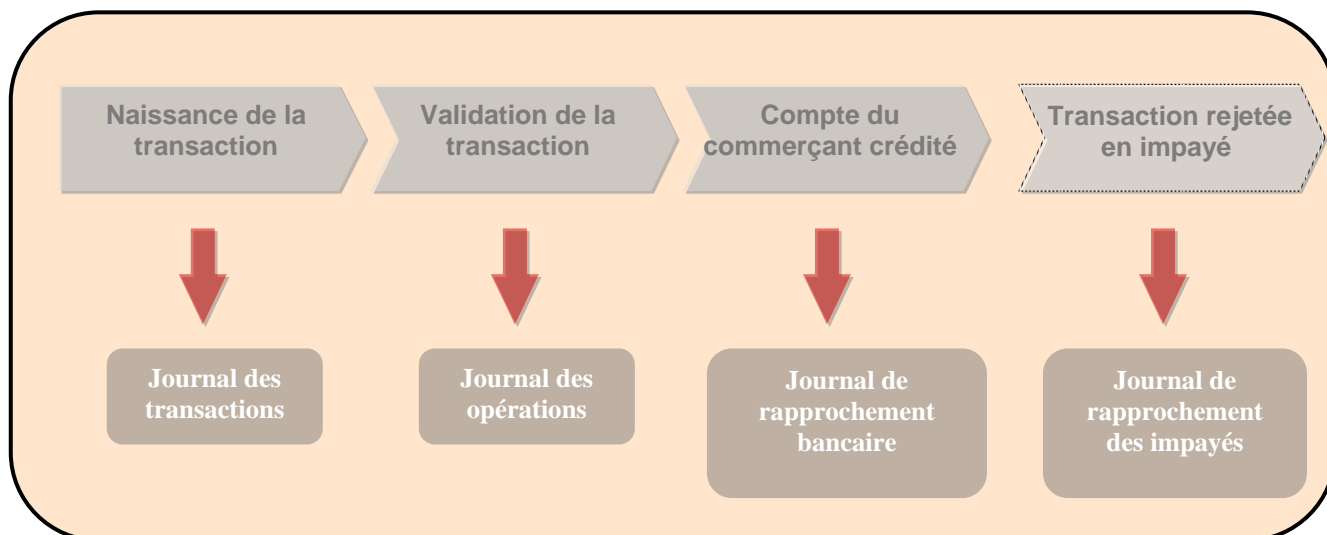 Naissance de la
transaction
Validation de la
transaction
Compte du
commerçant crédité
Transaction rejetée
en impayé
Journal des
transactions
Journal des
opérations
Journal de
rapprochement
bancaire
Journal de
rapprochement
des impayés